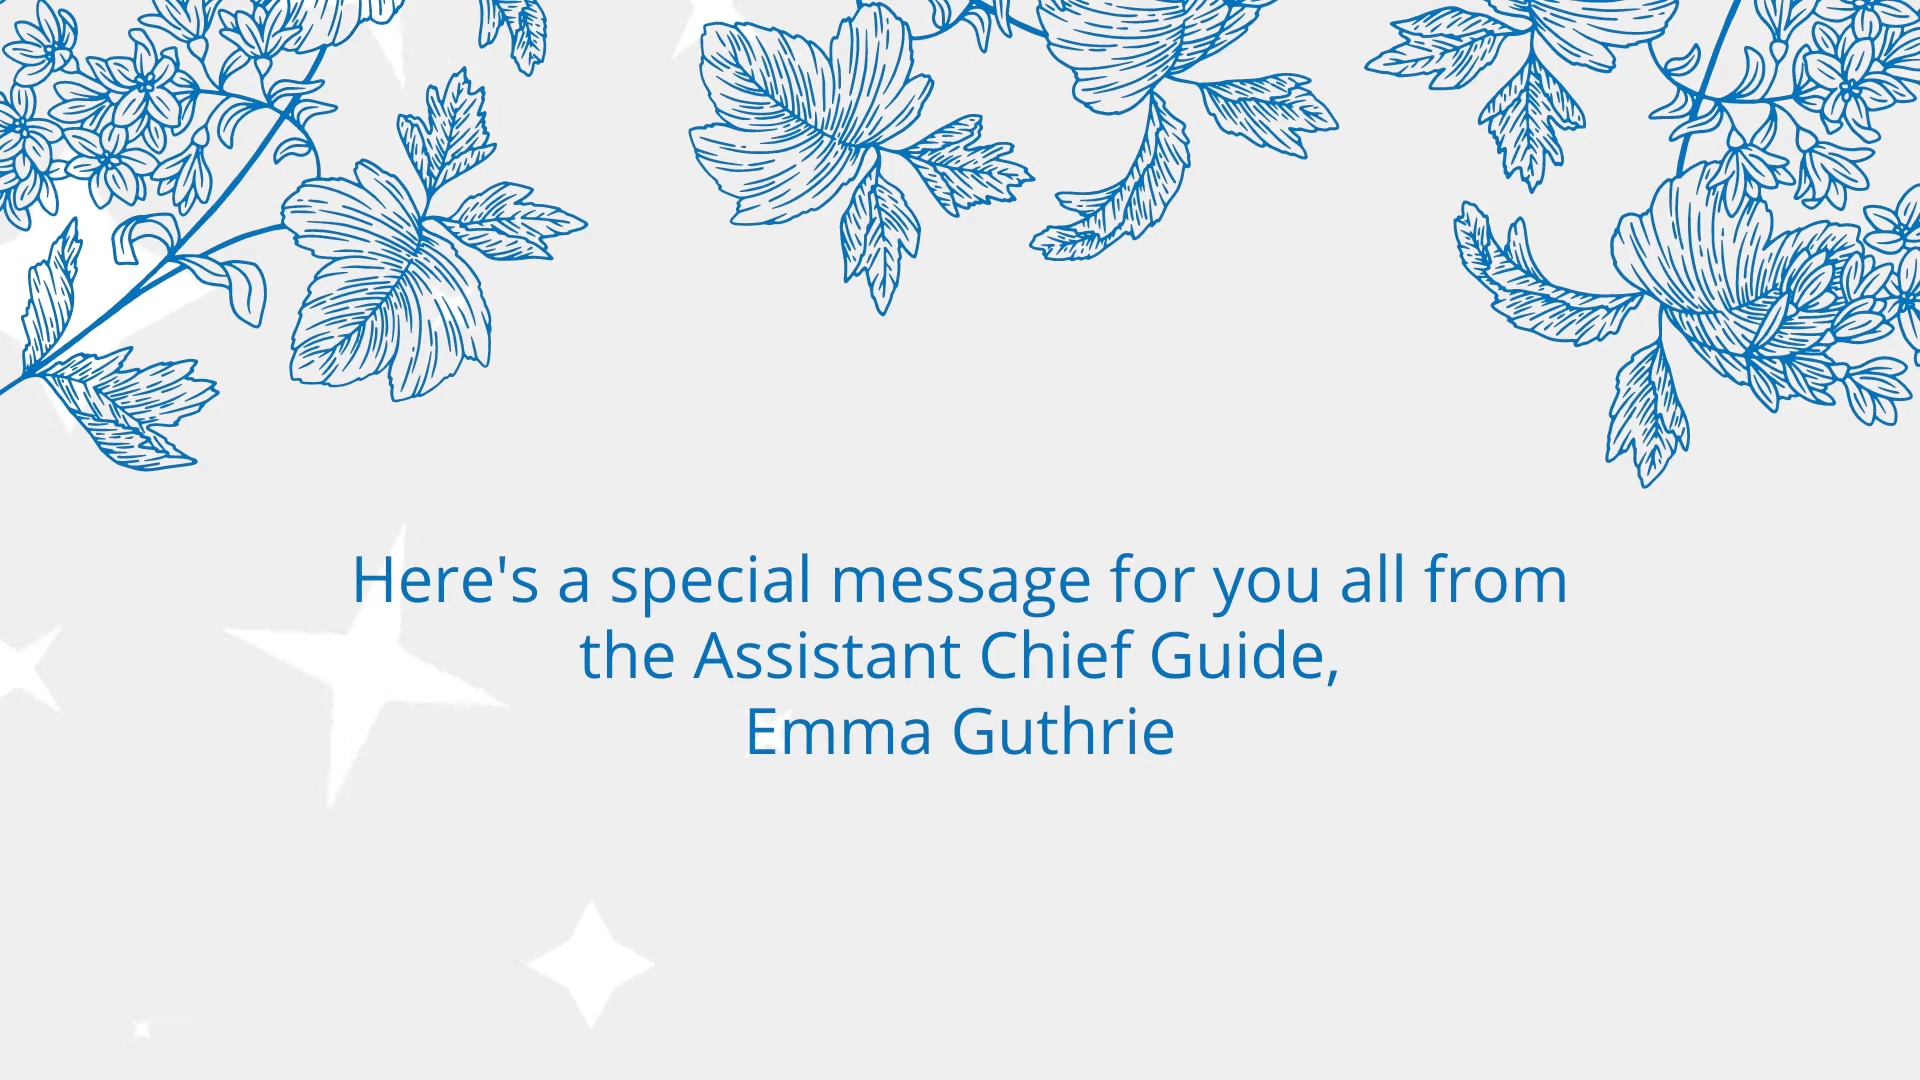 Here's a special message for you all from
the Assistant Chief Guide,
Emma Guthrie